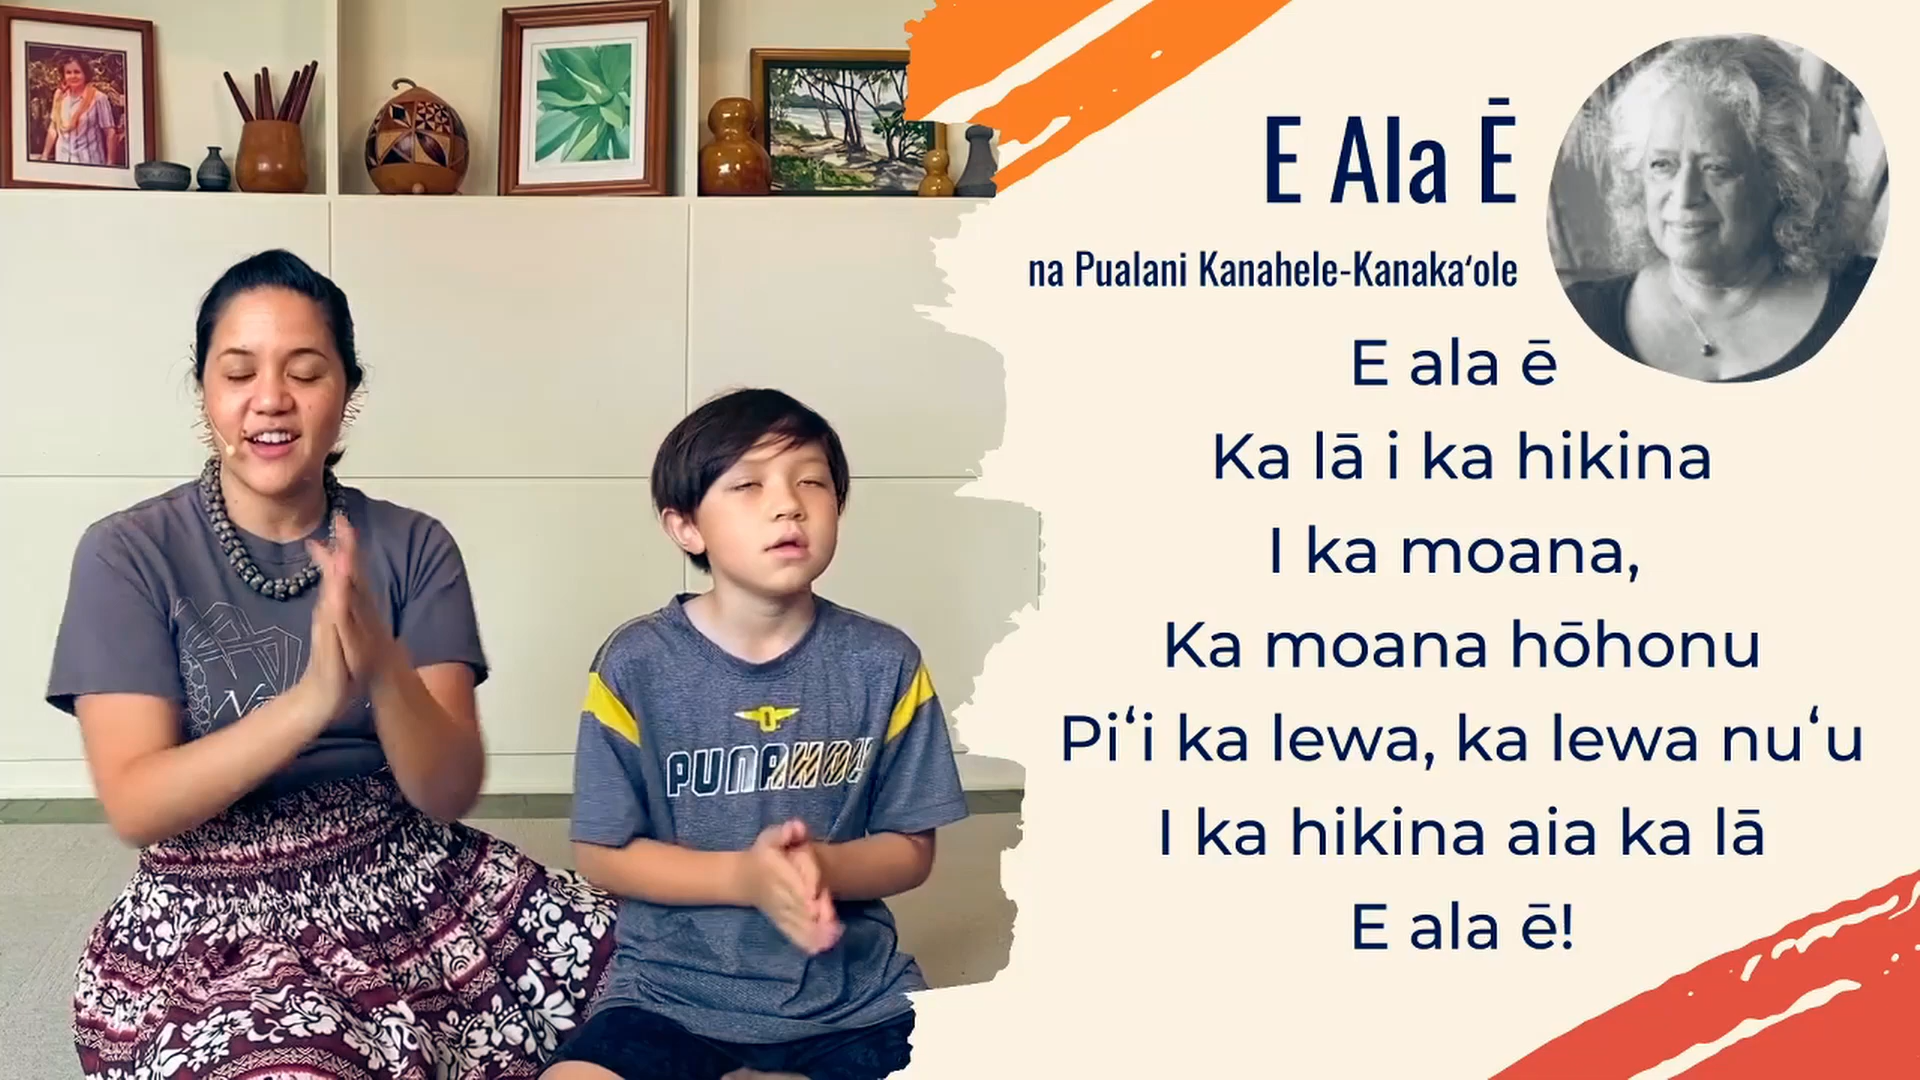 E Ala Ē
na Pualani Kanahele-Kanakaʻole
E ala ē
Ka lā i ka hikina
I ka moana,
Ka moana hōhonu
Piʻi ka lewa, ka lewa nuʻu
I ka hikina aia ka lā
E ala ē!
PUNAHOU